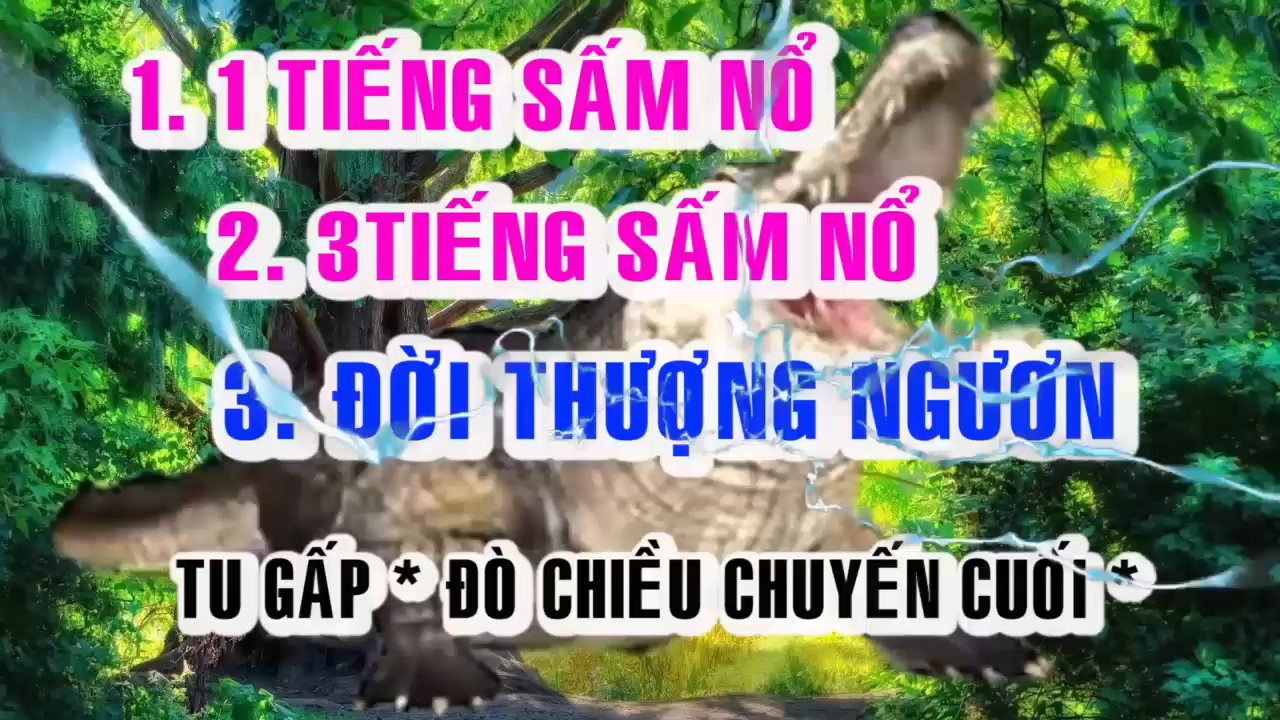 1. 1 TIẾNG SẤM NỔ
2. 3TIẾNG SẤM NỔ
3. ĐỜI THƯỢNG NGƯƠN
TU GẤP * ĐÒ CHIỀU CHUYẾN CUỐI *